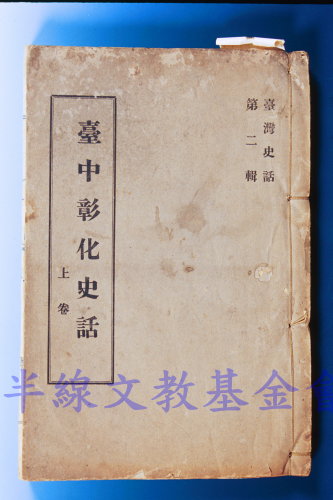 臺灣史話
第二輯
臺中彰化史話
上卷
半線文教基金會